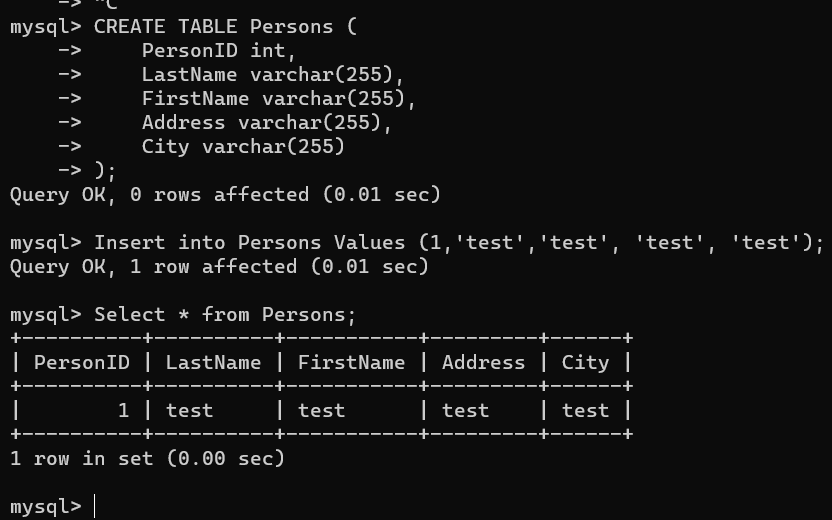 -> ^C
mysql> CREATE TABLE Persons (
    ->     PersonID int,
    ->     LastName varchar(255),
    ->     FirstName varchar(255),
    ->     Address varchar(255),
    ->     City varchar(255)
    -> );
Query OK, 0 rows affected (0.01 sec)
mysql> Insert into Persons Values (1,'test','test', 'test', 'test');
Query OK, 1 row affected (0.01 sec)
mysql> Select * from Persons;
+----------+----------+-----------+---------+------+
| PersonID | LastName | FirstName | Address | City |
+----------+----------+-----------+---------+------+
|        1 | test     | test      | test    | test |
+----------+----------+-----------+---------+------+
1 row in set (0.00 sec)
mysql>